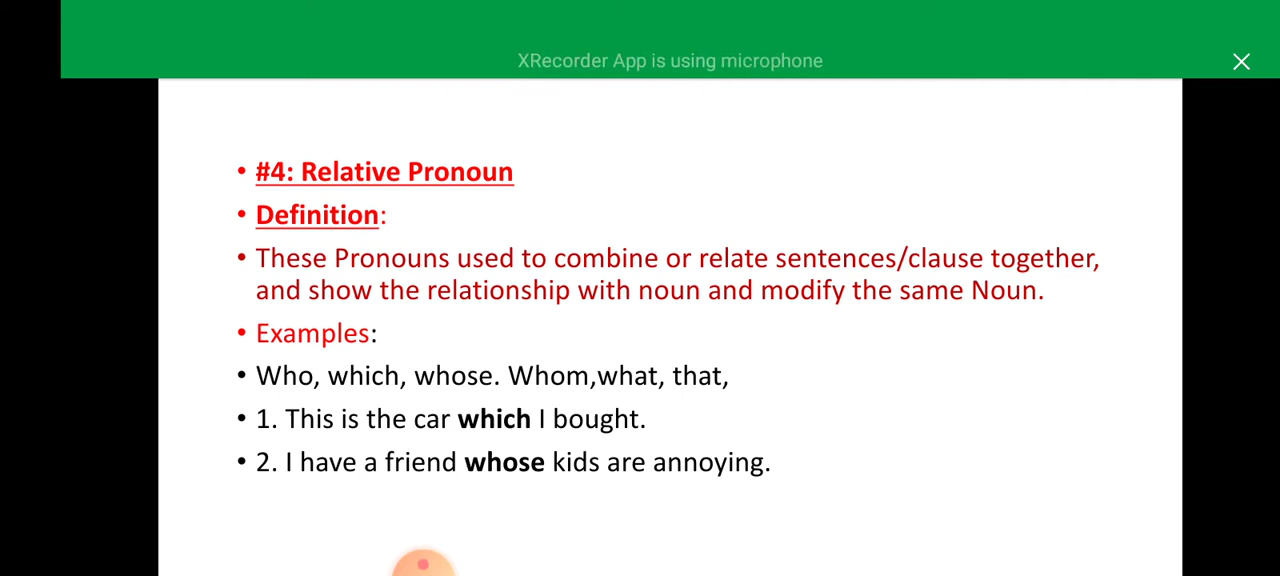 XRecorder App is using microphone
• #4: Relative Pronoun
• Definition:
• These Pronouns used to combine or relate sentences/clause together,
and show the relationship with noun and modify the same Noun.
• Examples:
• Who, which, whose. Whom,what, that,
• 1. This is the car which I bought.
• 2. I have a friend whose kids are annoying.